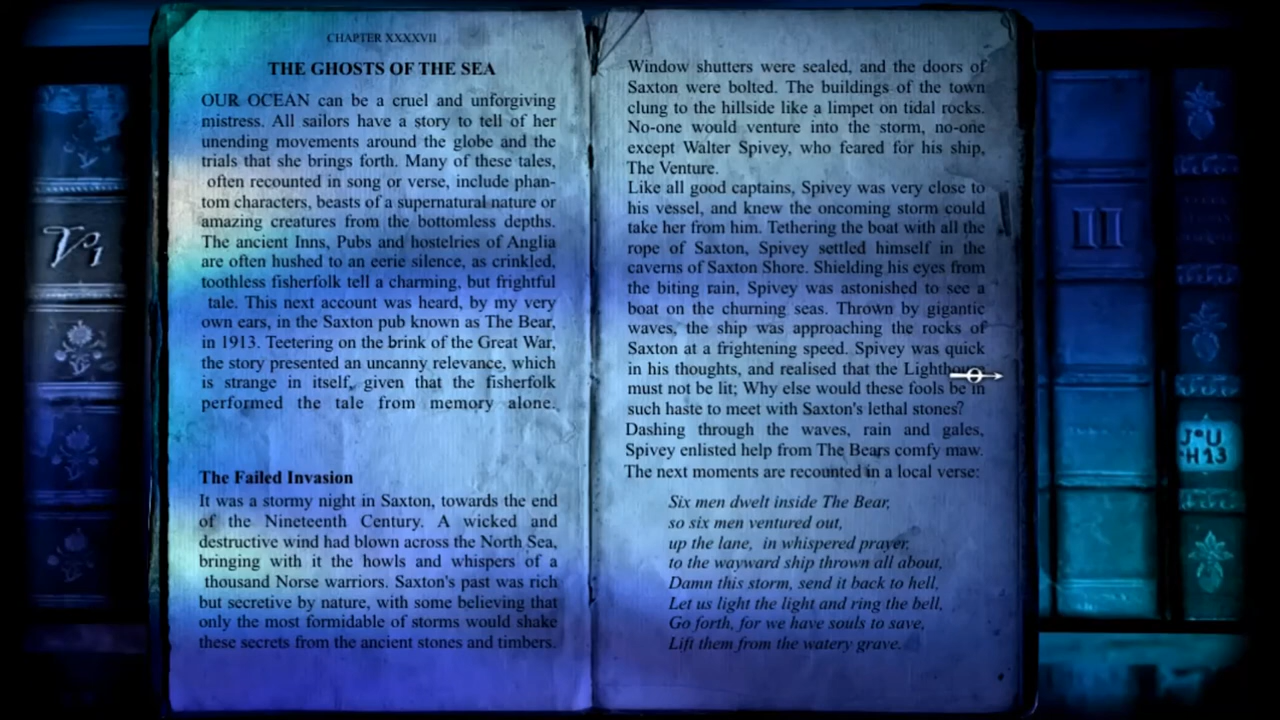 CHAPTER XXXXVII
THE GHOSTS OF THE SEA
OUR OCEAN can be a cruel and unforgiving
mistress. All sailors have a story to tell of her
unending movements around the globe and the
trials that she brings forth. Many of these tales,
often recounted in song or verse, include phan-
tom characters, beasts of a supernatural nature or
amazing creatures from the bottomless depths.
The ancient Inns, Pubs and hostelries of Anglia
are often hushed to an eerie silence, as crinkled,
toothless fisherfolk tell a charming, but frightful
tale. This next account was heard, by my very
own ears, in the Saxton pub known as The Bear,
in 1913. Teetering on the brink of the Great War,
the story presented an uncanny relevance, which
is strange in itself, given that the fisherfolk
performed the tale from memory alone.
The Failed Invasion
It was a stormy night in Saxton, towards the end
of the Nineteenth Century. A wicked and
destructive wind had blown across the North Sea,
bringing with it the howls and whispers of a
thousand Norse warriors. Saxton's past was rich
but secretive by nature, with some believing that
only the most formidable of storms would shake
these secrets from the ancient stones and timbers.
Window shutters were sealed, and the doors of
Saxton were bolted. The buildings of the town
clung to the hillside like a limpet on tidal rocks.
No-one would venture into the storm, no-one
except Walter Spivey, who feared for his ship,
The Venture.
Like all good captains, Spivey was very close to
his vessel, and knew the oncoming storm could
take her from him. Tethering the boat with all the
rope of Saxton, Spivey settled himself in the
caverns of Saxton Shore. Shielding his eyes from
the biting rain, Spivey was astonished to see a
boat on the churning seas. Thrown by gigantic
waves, the ship was approaching the rocks of
Saxton at a frightening speed. Spivey was quick
in his thoughts, and realised that the
must not be lit; Why else would these fools be in
such haste to meet with Saxton's lethal stones?
Dashing through the waves, rain and gales,
Spivey enlisted help from The Bears comfy maw.
The next moments are recounted in a local verse:
Six men dwelt inside The Bear,
so six men ventured out,
up the lane, in whispered prayer,
to the wayward ship thrown all about,
Damn this storm, send it back to hell,
Let us light the light and ring the bell,
Go forth, for we have souls to save,
Lift them from the watery grave.
VI
II
J*U
*H13